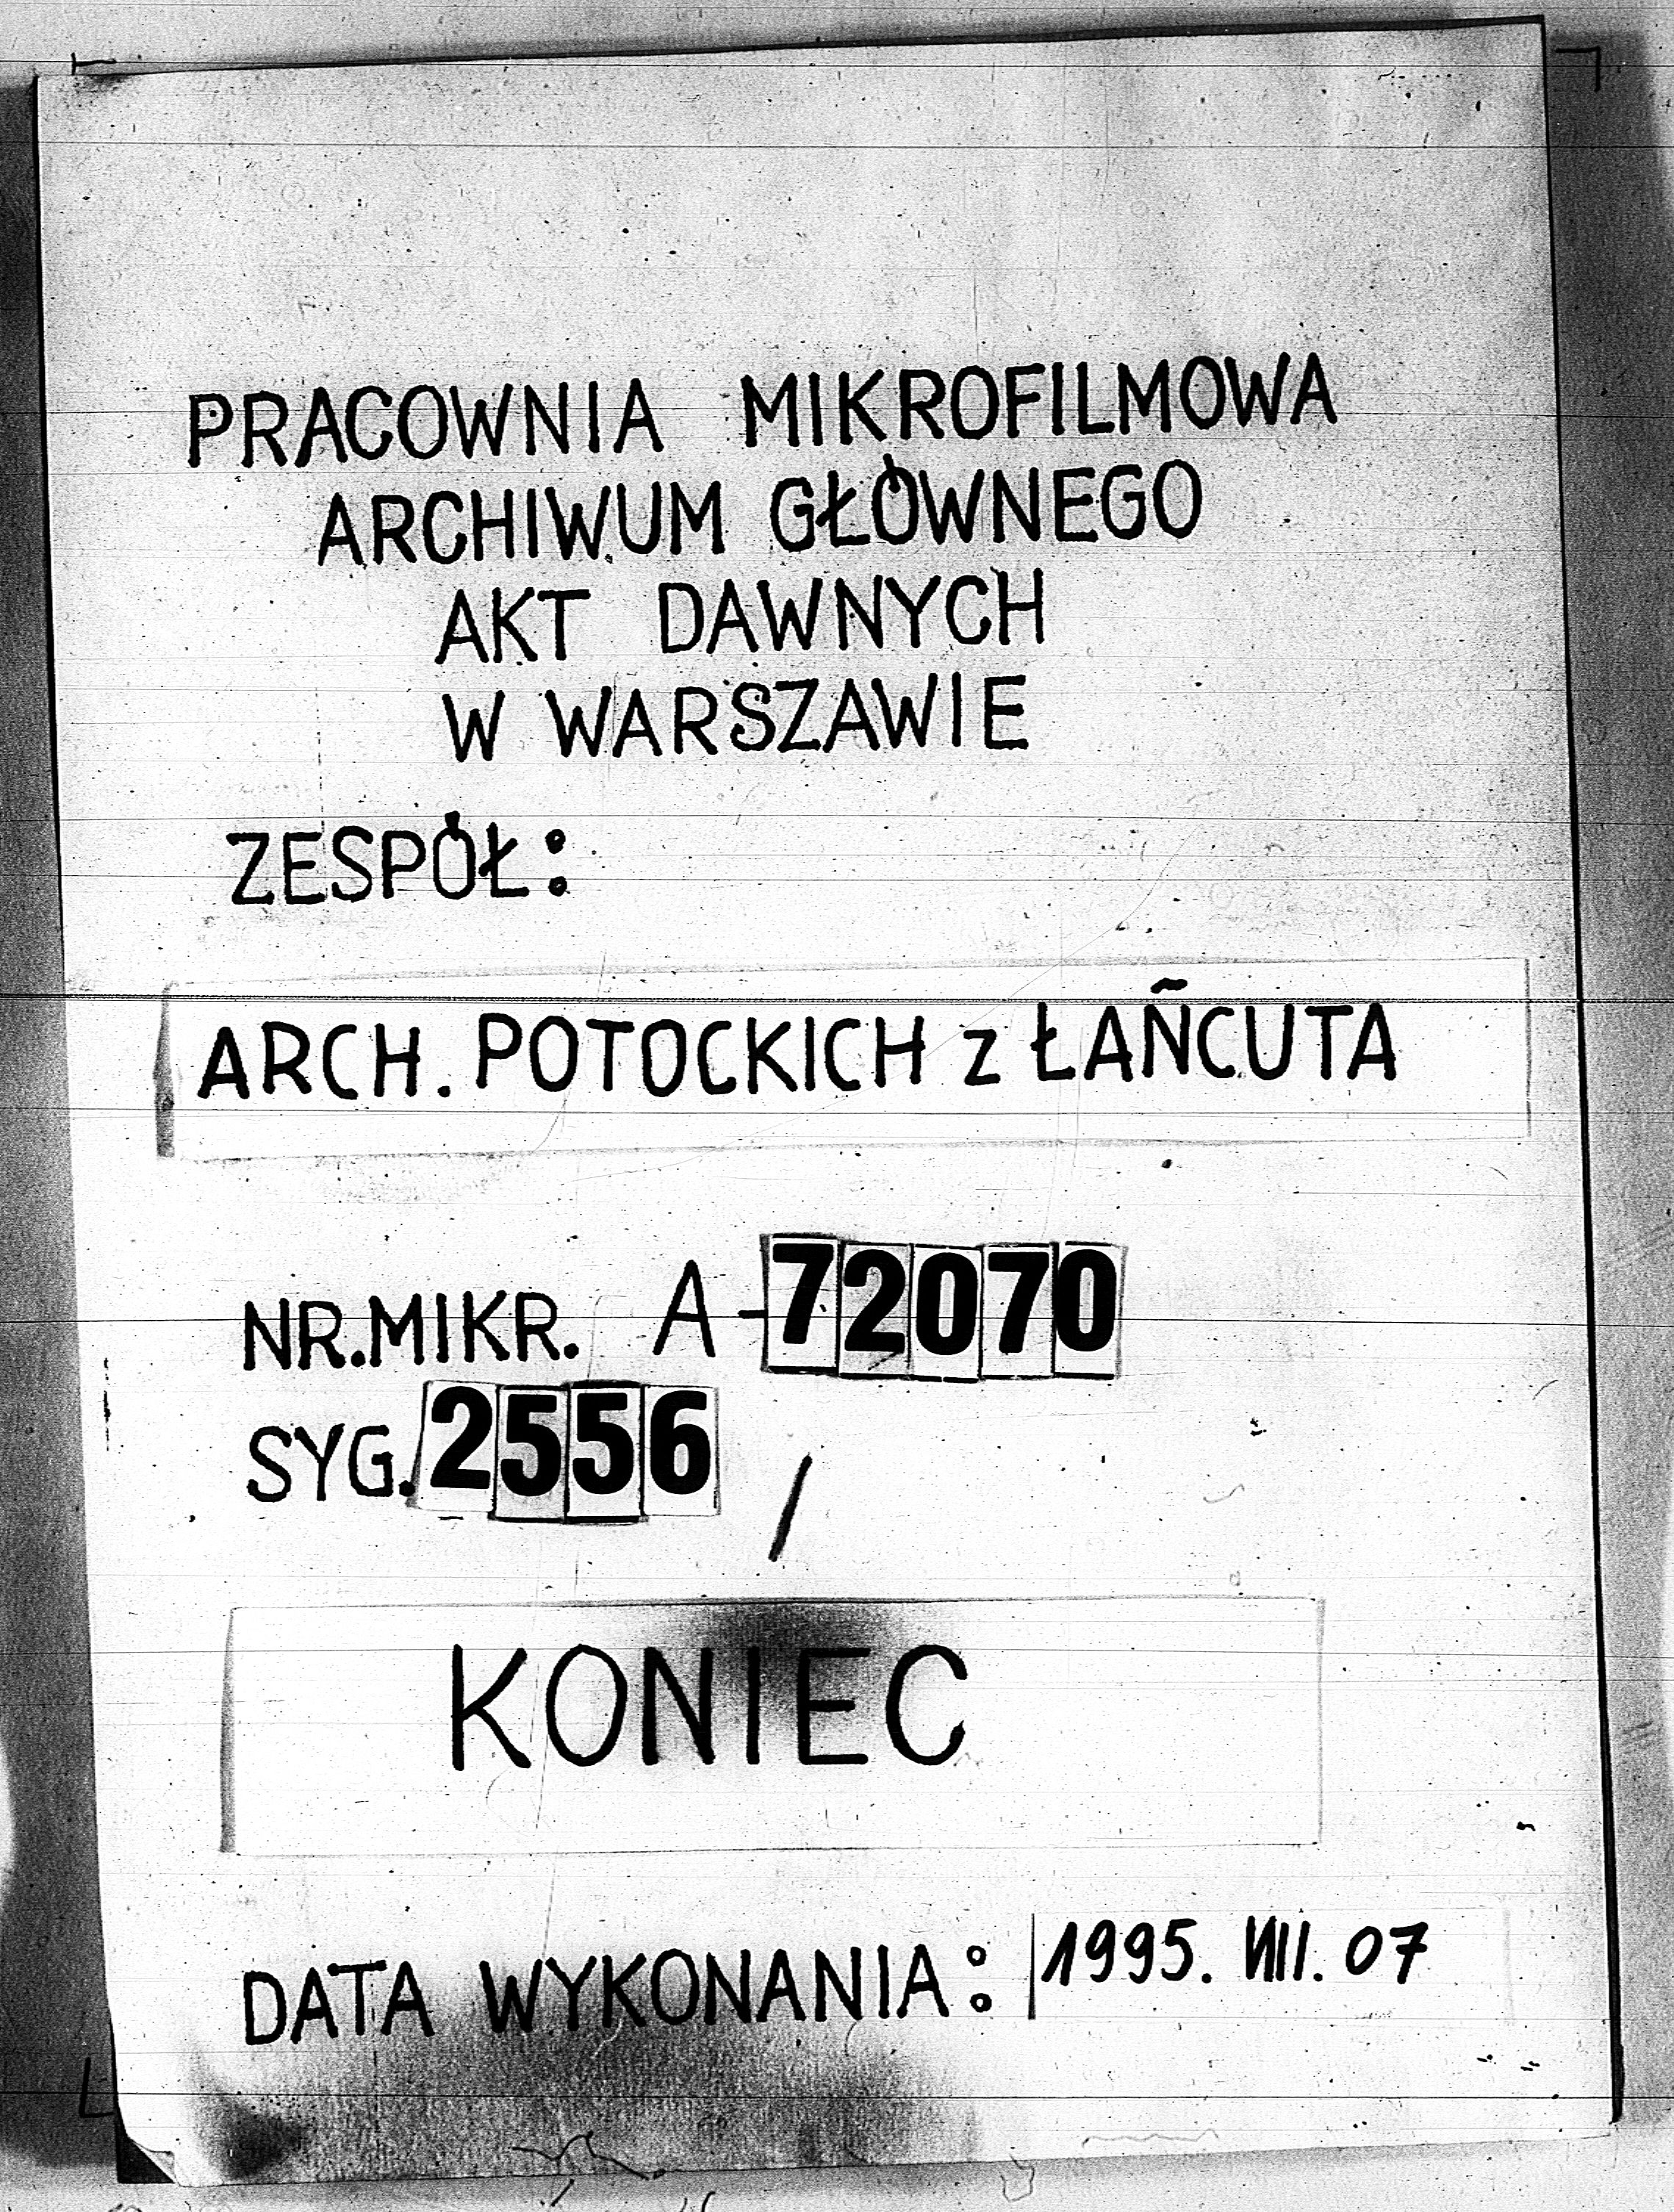 PRACOWNIA MIKROFILMOWA
ARCHIWUM GŁÓWNEGO
AKT DAWNYCH
W WARSZAWIE
ZESPÓŁ:
ARCH. POTOCKICH z ŁAŃCUTA
NR.MIKR. A-72070
SYG. 2556 /
KONIEC
DATA WYKONANIA: 1995. VIII. 07